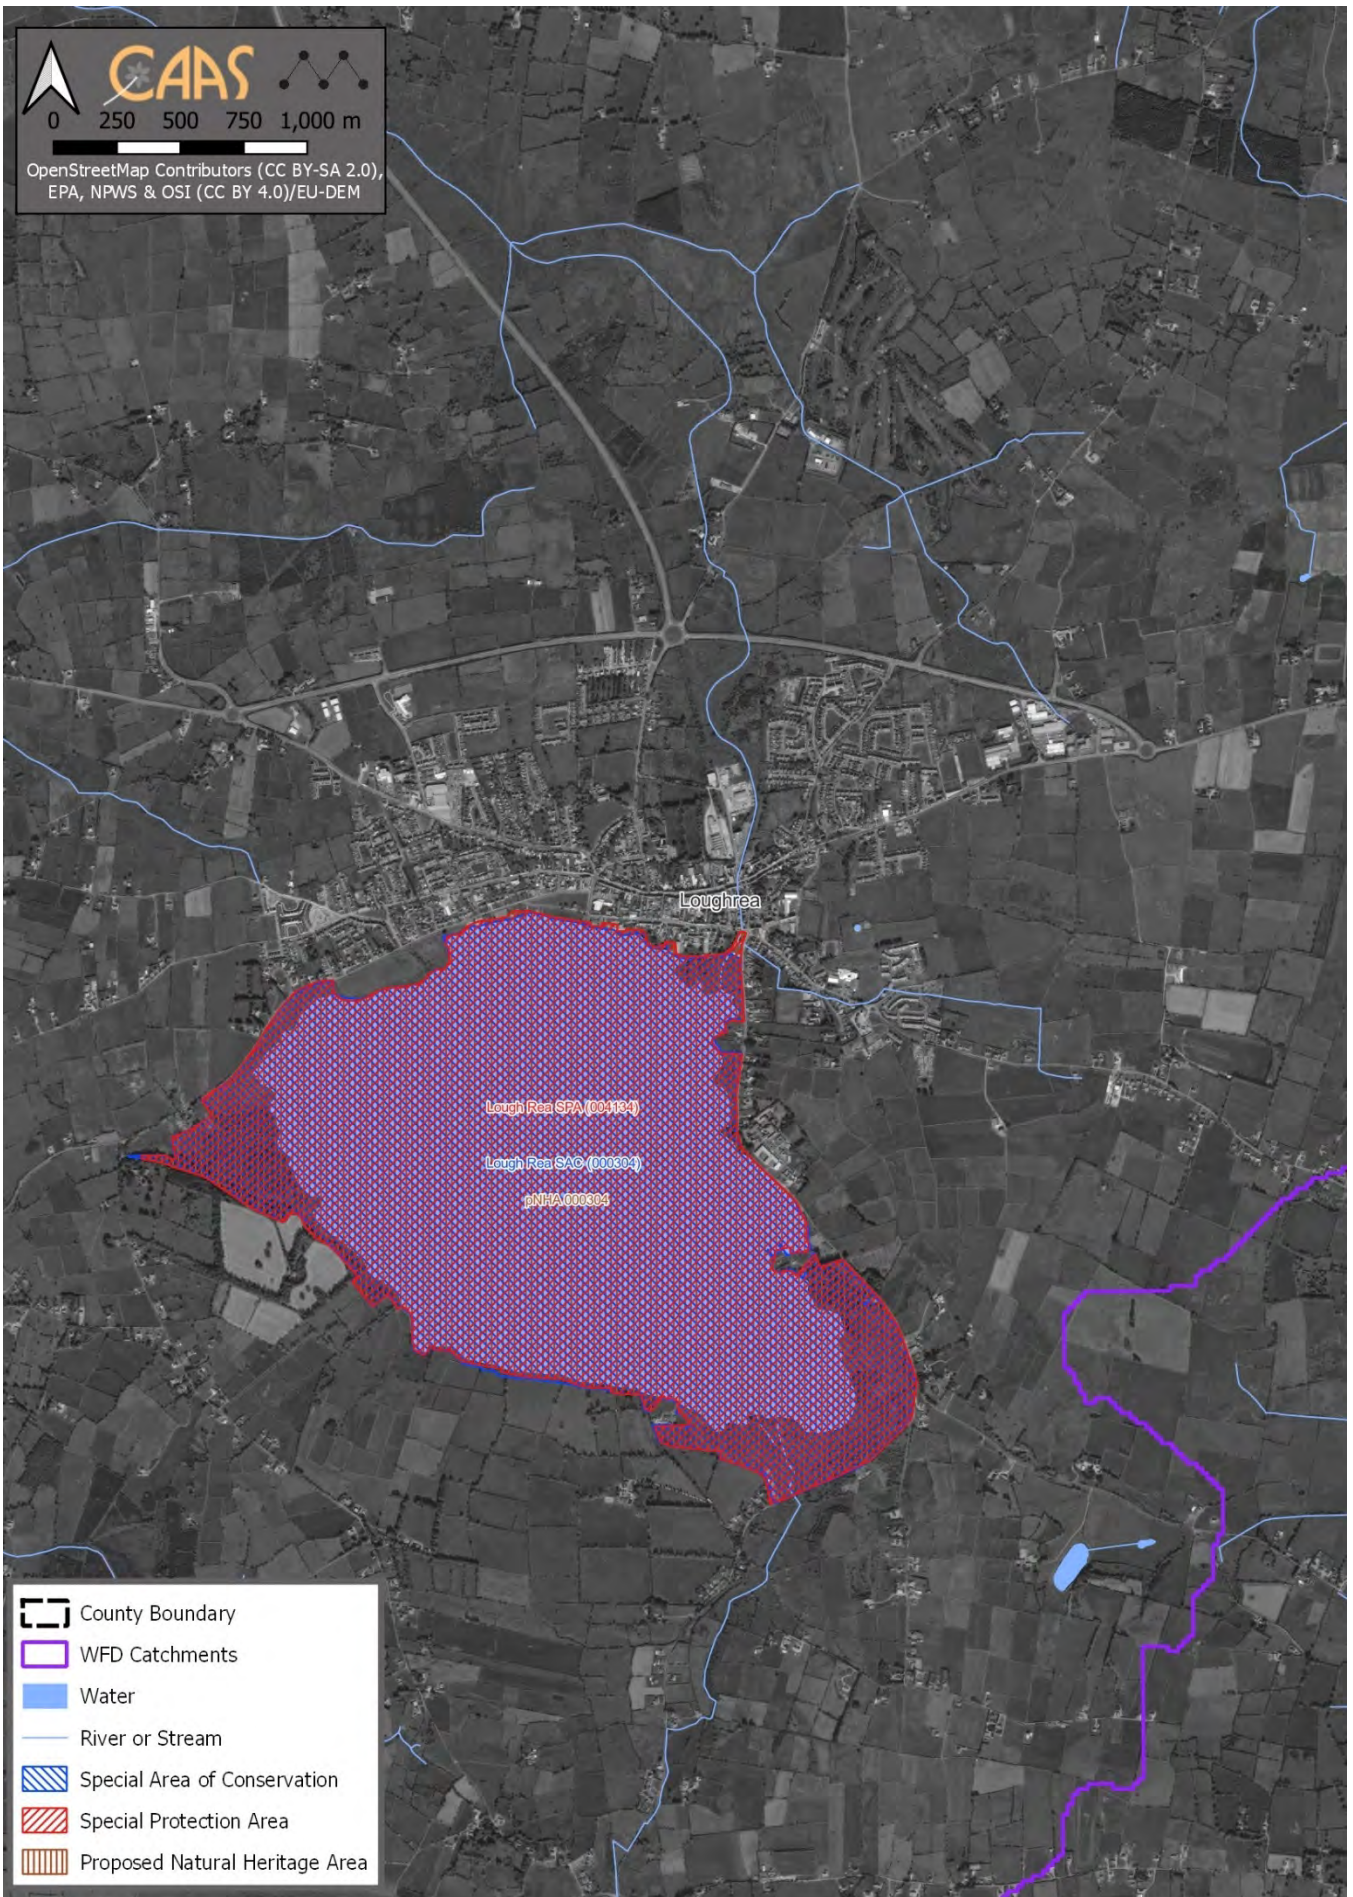 CAAS
0 250 500 750 1,000 m
OpenStreetMap Contributors (CC BY-SA 2.0),
EPA, NPWS & OSI (CC BY 4.0)/EU-DEM
Loughrea
Lough Rea SPA (004134)
Lough Rea SAC (000304)
pNHA 000304
County Boundary
WFD Catchments
Water
River or Stream
Special Area of Conservation
Special Protection Area
Proposed Natural Heritage Area